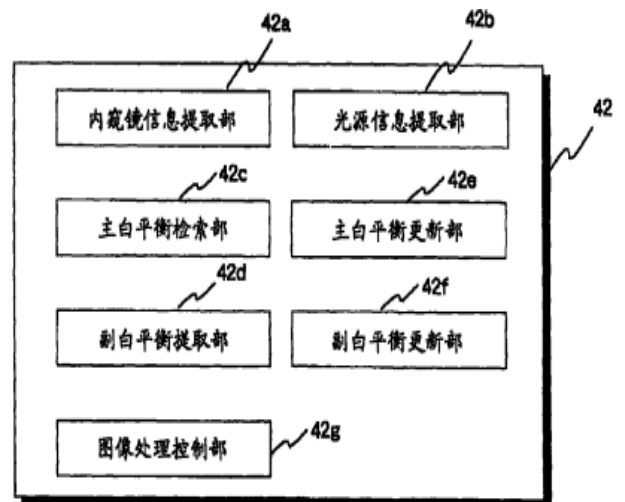 42a
42b
内窥镜信息提取部
光源信息提取部
42
42c
42e
主白平衡检索部
主白平衡更新部
42d
42f
副白平衡提取部
副白平衡更新部
图像处理控制部
42g